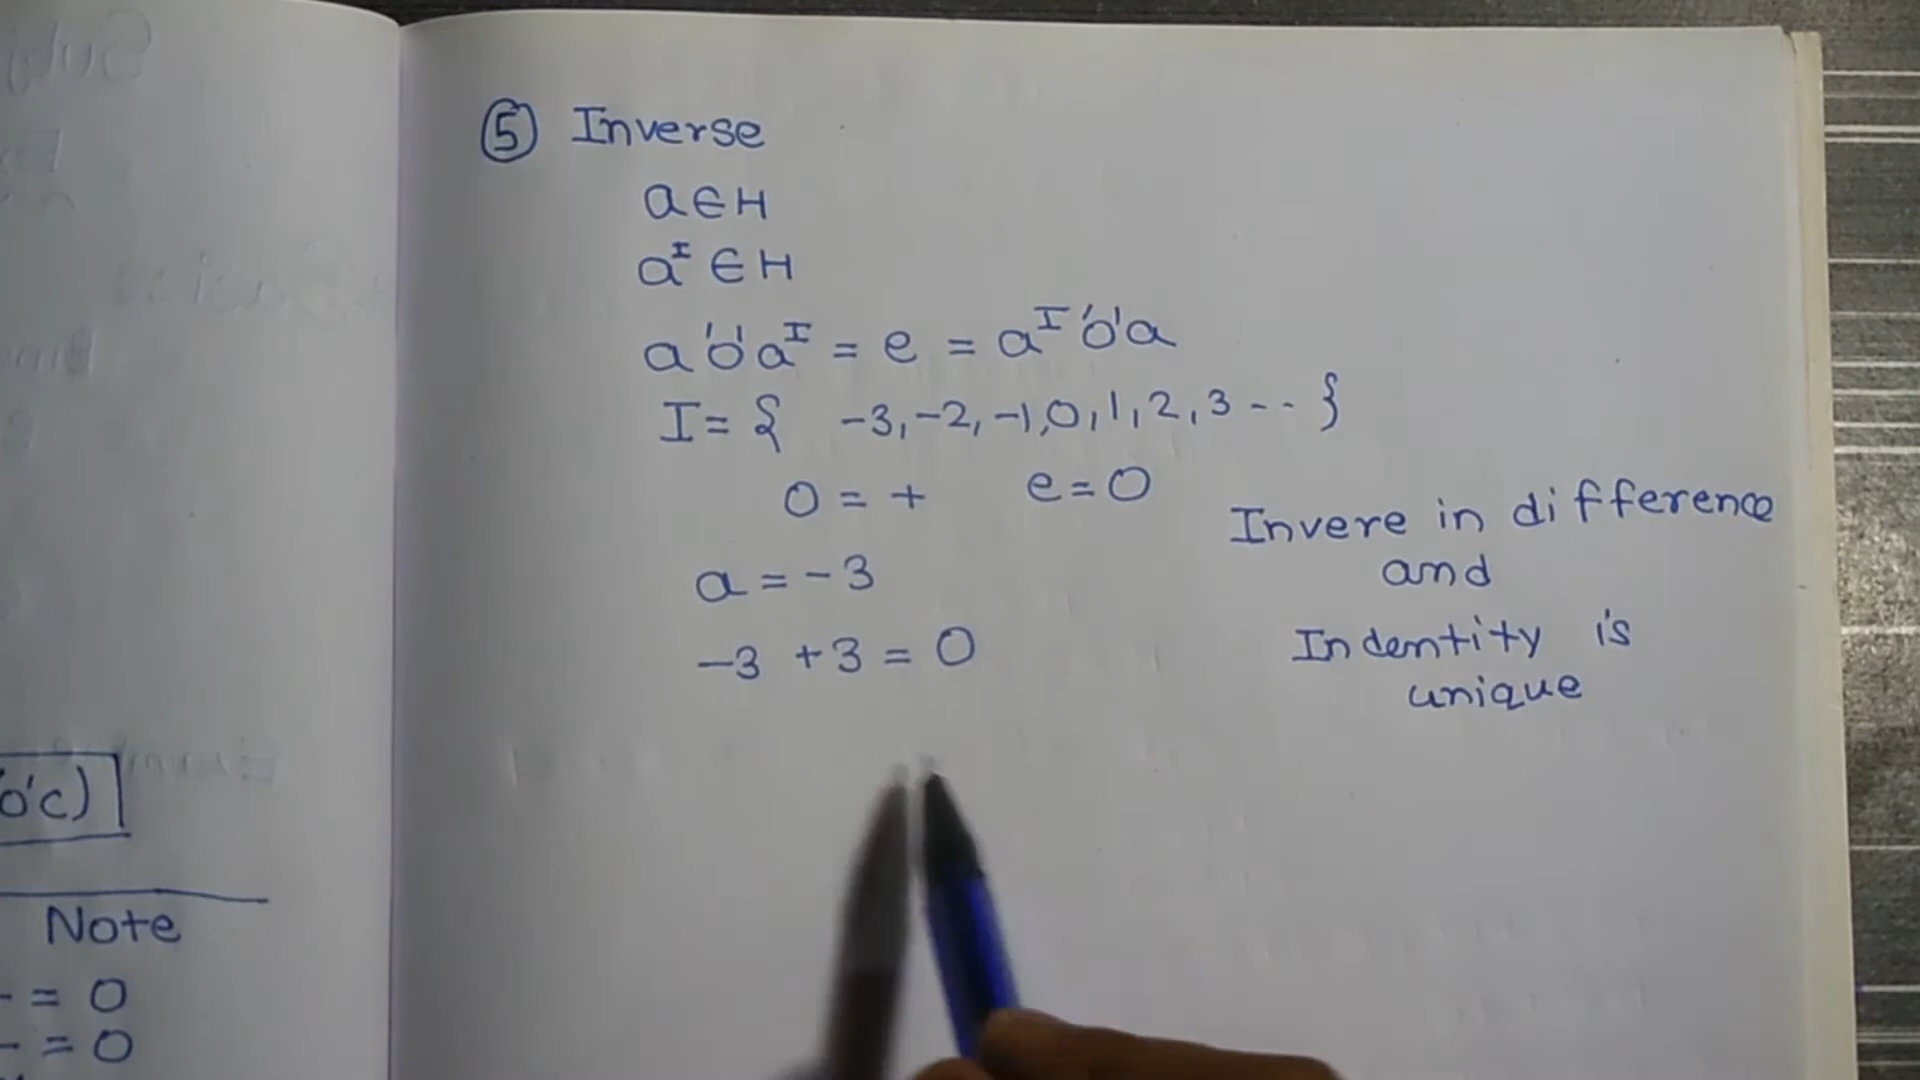 o'c)
Note
- = 0
- = 0
⑤ Inverse
a ∈ H
a^I ∈ H
a 'o' a^I = e = a^I 'o' a
I = { -3, -2, -1, 0, 1, 2, 3 -- }
0 = + e = 0
a = -3
-3 +3 = 0
Invere in difference
and
Indentity is
unique